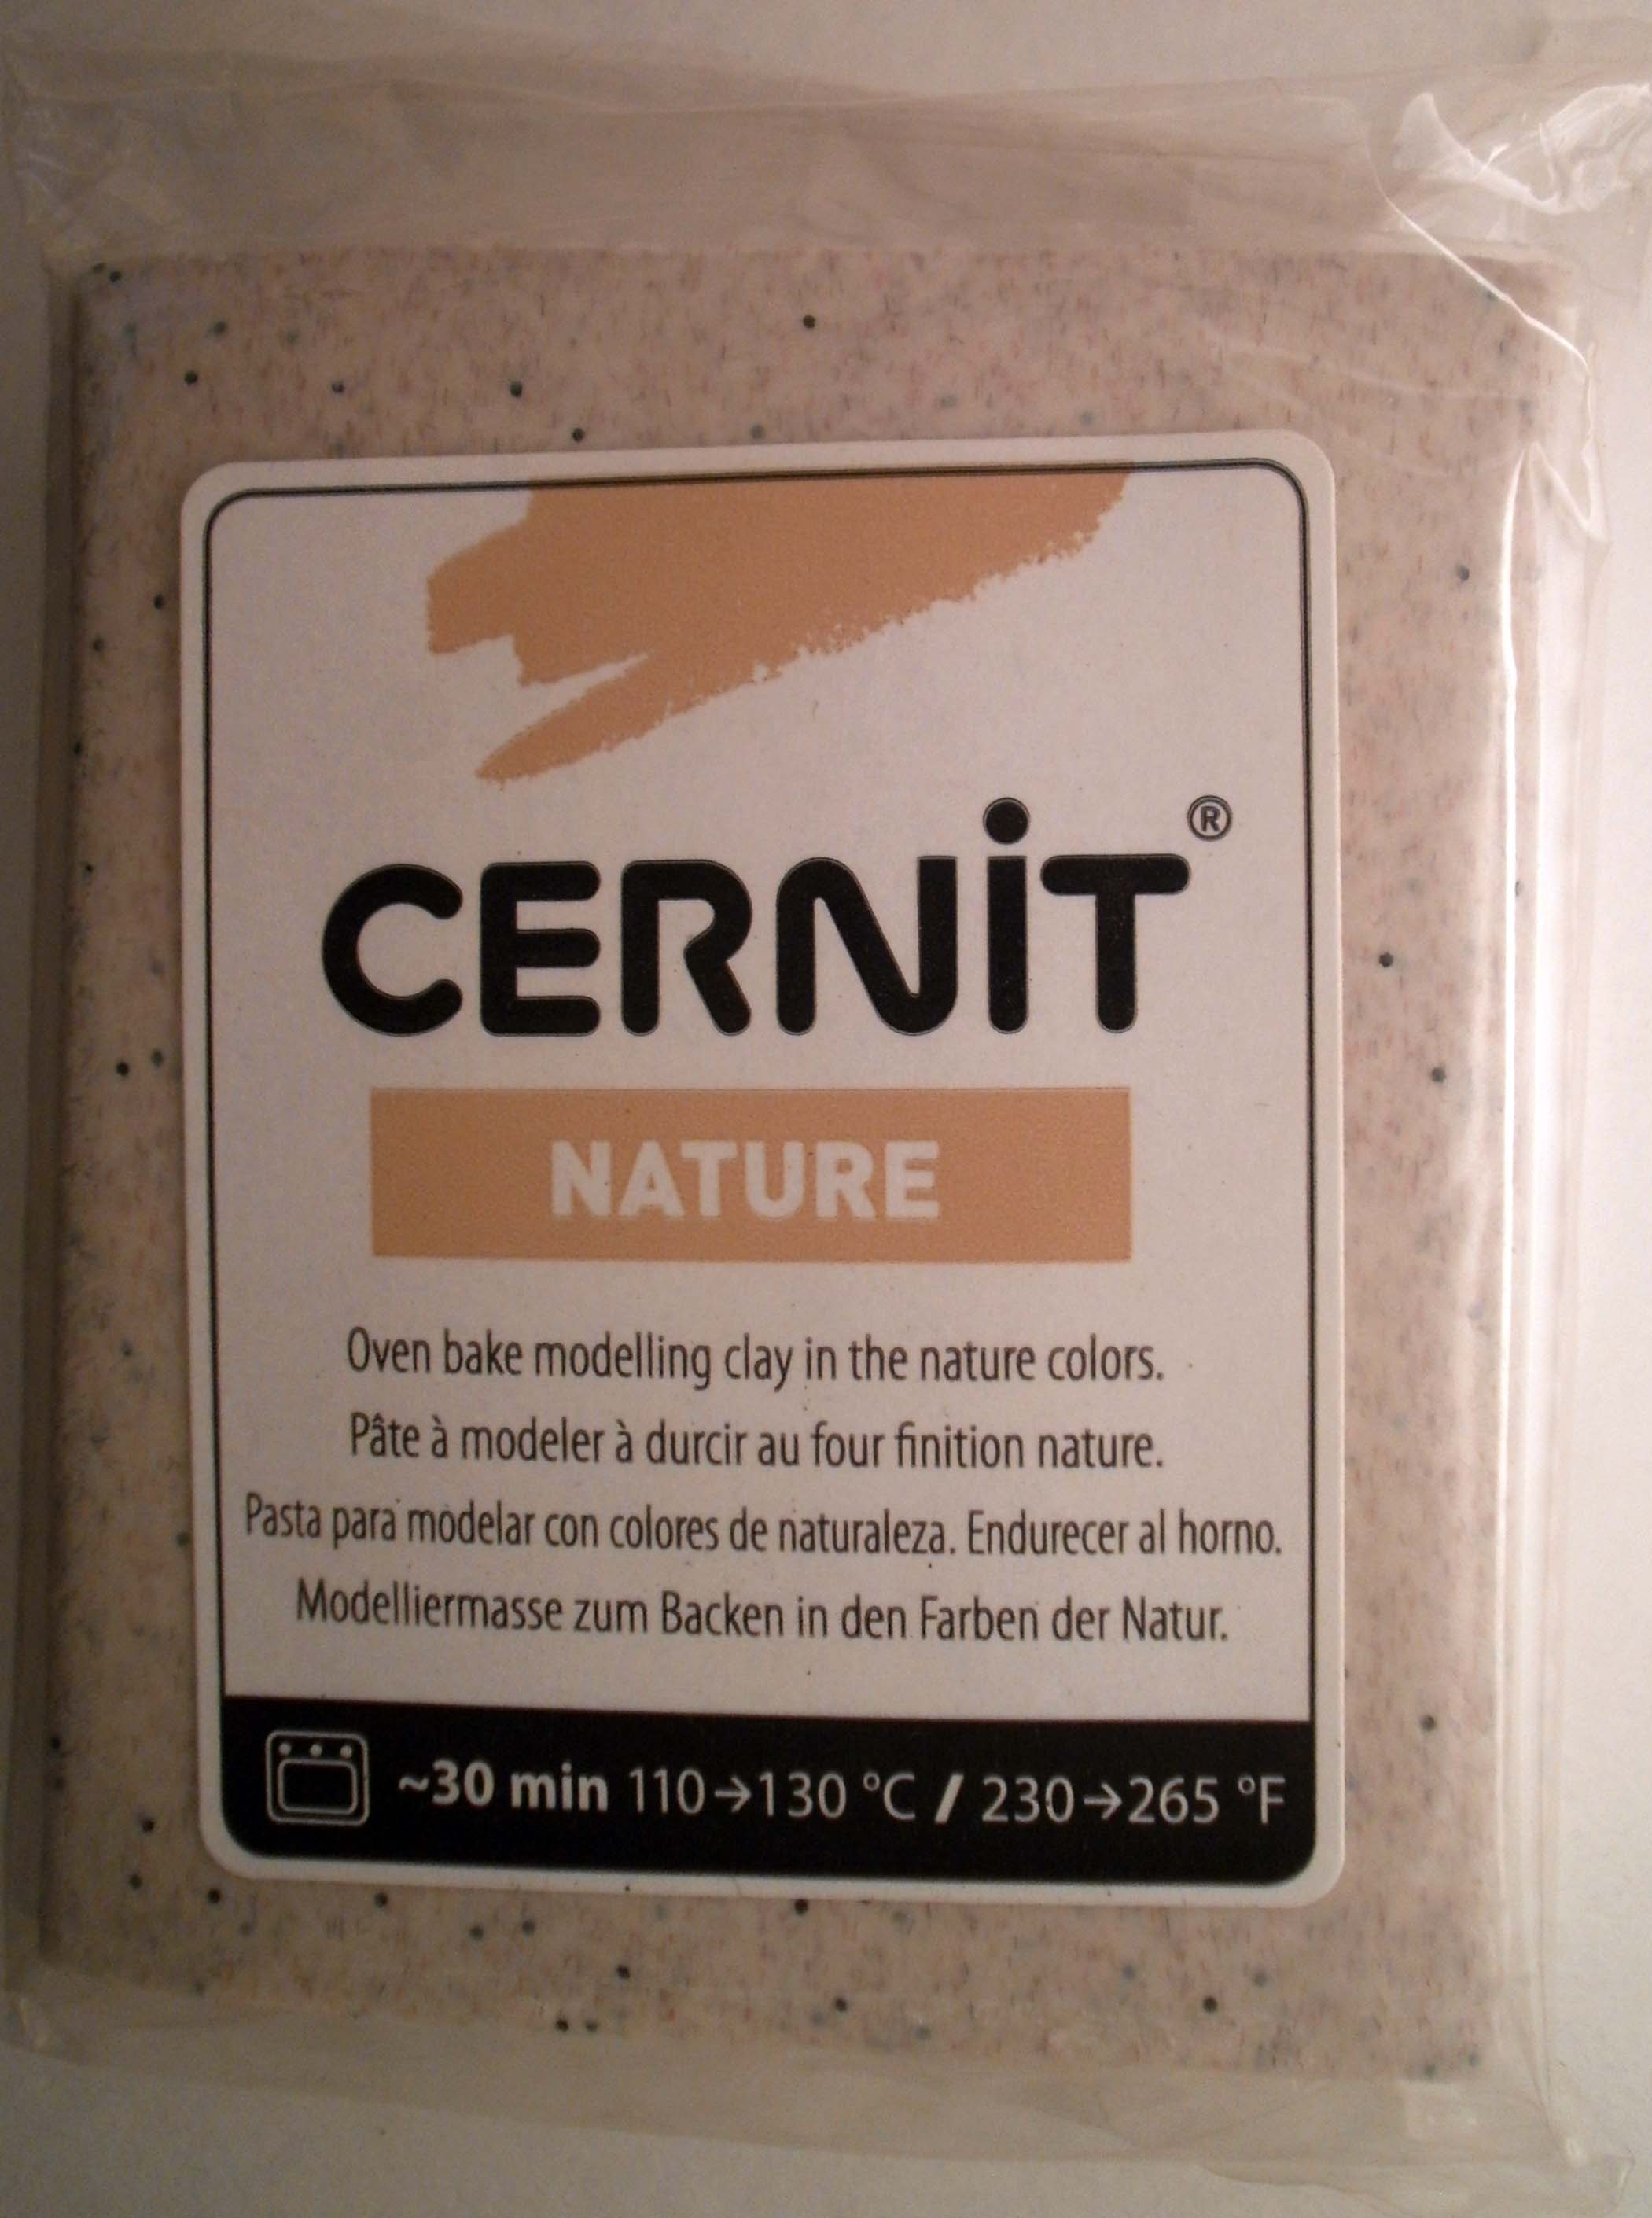 CERNiT®
NATURE
Oven bake modelling clay in the nature colors.
Pâte à modeler à durcir au four finition nature.
Pasta para modelar con colores de naturaleza. Endurecer al horno.
Modelliermasse zum Backen in den Farben der Natur.
~30 min 110→130 °C / 230→265 °F